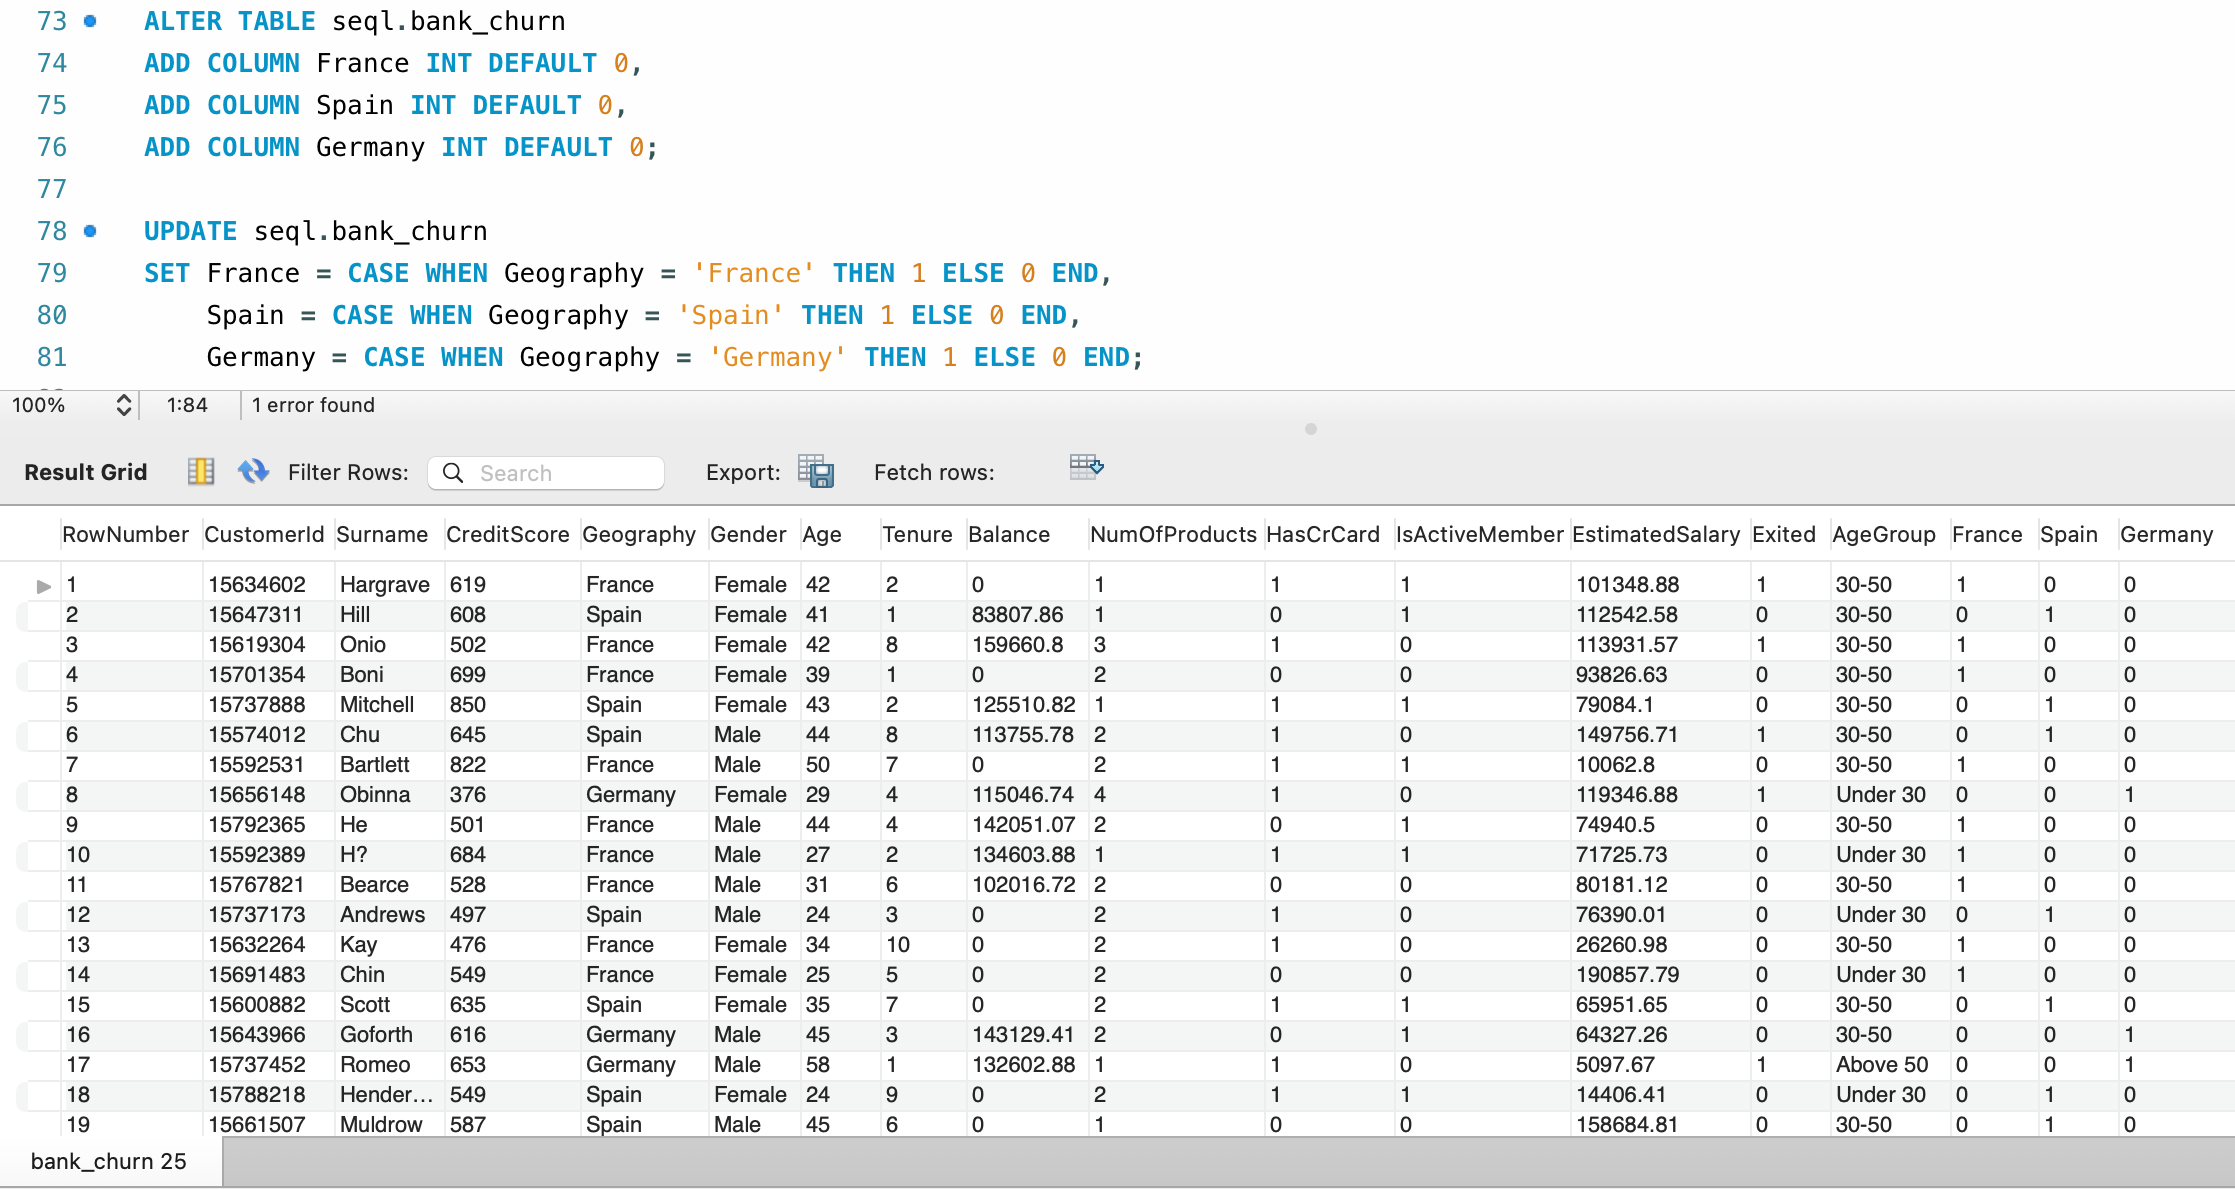 73 ALTER TABLE seql.bank_churn
74 ADD COLUMN France INT DEFAULT 0,
75 ADD COLUMN Spain INT DEFAULT 0,
76 ADD COLUMN Germany INT DEFAULT 0;
77
78 UPDATE seql.bank_churn
79 SET France = CASE WHEN Geography = 'France' THEN 1 ELSE 0 END,
80 Spain = CASE WHEN Geography = 'Spain' THEN 1 ELSE 0 END,
81 Germany = CASE WHEN Geography = 'Germany' THEN 1 ELSE 0 END;
100% 1:84 1 error found
Result Grid Filter Rows: Search Export: Fetch rows:
RowNumber CustomerId Surname CreditScore Geography Gender Age Tenure Balance NumOfProducts HasCrCard IsActiveMember EstimatedSalary Exited AgeGroup France Spain Germany
1 15634602 Hargrave 619 France Female 42 2 0 1 1 1 101348.88 1 30-50 1 0 0
2 15647311 Hill 608 Spain Female 41 1 83807.86 1 0 1 112542.58 0 30-50 0 1 0
3 15619304 Onio 502 France Female 42 8 159660.8 3 1 0 113931.57 1 30-50 1 0 0
4 15701354 Boni 699 France Female 39 1 0 2 0 0 93826.63 0 30-50 1 0 0
5 15737888 Mitchell 850 Spain Female 43 2 125510.82 1 1 1 79084.1 0 30-50 0 1 0
6 15574012 Chu 645 Spain Male 44 8 113755.78 2 1 0 149756.71 1 30-50 0 1 0
7 15592531 Bartlett 822 France Male 50 7 0 2 1 1 10062.8 0 30-50 1 0 0
8 15656148 Obinna 376 Germany Female 29 4 115046.74 4 1 0 119346.88 1 Under 30 0 0 1
9 15792365 He 501 France Male 44 4 142051.07 2 0 1 74940.5 0 30-50 1 0 0
10 15592389 H? 684 France Male 27 2 134603.88 1 1 1 71725.73 0 Under 30 1 0 0
11 15767821 Bearce 528 France Male 31 6 102016.72 2 0 0 80181.12 0 30-50 1 0 0
12 15737173 Andrews 497 Spain Male 24 3 0 2 1 0 76390.01 0 Under 30 0 1 0
13 15632264 Kay 476 France Female 34 10 0 2 1 0 26260.98 0 30-50 1 0 0
14 15691483 Chin 549 France Female 25 5 0 2 0 0 190857.79 0 Under 30 1 0 0
15 15600882 Scott 635 Spain Female 35 7 0 2 1 1 65951.65 0 30-50 0 1 0
16 15643966 Goforth 616 Germany Male 45 3 143129.41 2 0 1 64327.26 0 30-50 0 0 1
17 15737452 Romeo 653 Germany Male 58 1 132602.88 1 1 0 5097.67 1 Above 50 0 0 1
18 15788218 Hender... 549 Spain Female 24 9 0 2 1 1 14406.41 0 Under 30 0 1 0
19 15661507 Muldrow 587 Spain Male 45 6 0 1 0 0 158684.81 0 30-50 0 1 0
bank_churn 25